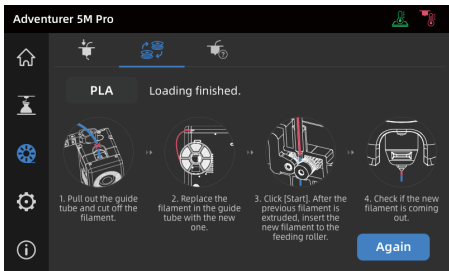 Adventurer 5M Pro
PLA
Loading finished.
1. Pull out the guide
tube and cut off the
filament.
2. Replace the
filament in the guide
tube with the new
one.
3. Click [Start]. After the
previous filament is
extruded, insert the
new filament to the
feeding roller.
4. Check if the new
filament is coming
out.
Again